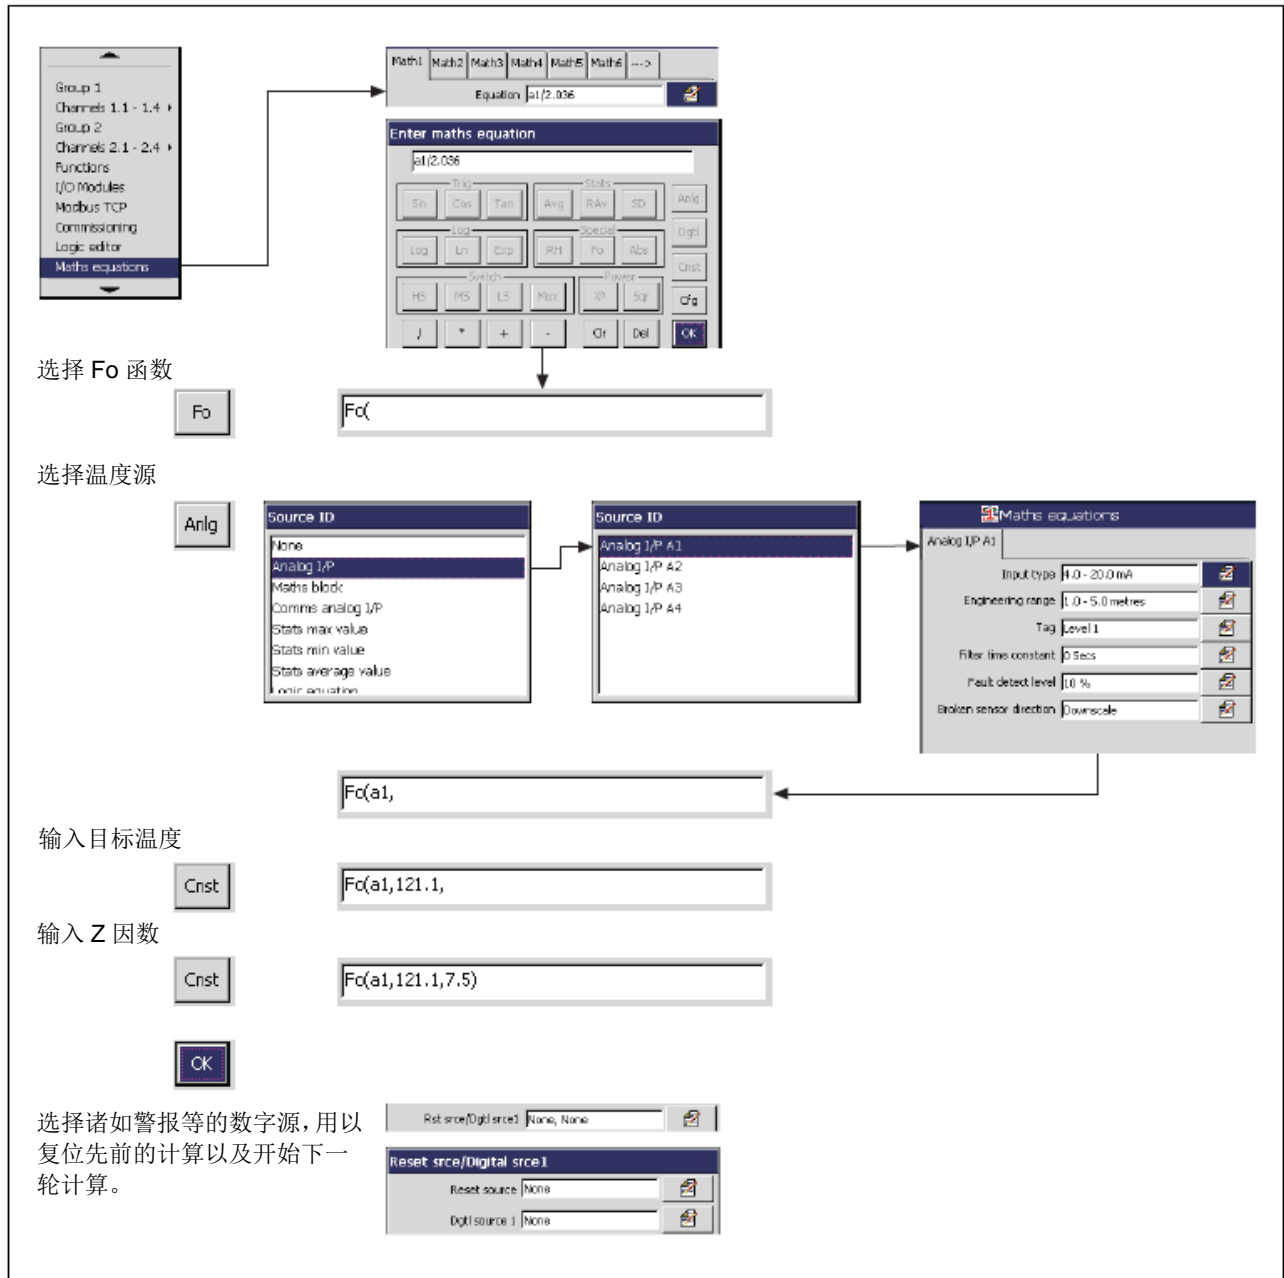 Group 1
Channels 1.1 - 1.4
Group 2
Channels 2.1 - 2.4
Functions
I/O Modules
Modbus TCP
Commissioning
Logic editor
Maths equations
Math1 Math2 Math3 Math4 Math5 Math6 --->
Equation a1/2.036
Enter maths equation
a1/2.036
Trig Stats
Sin Cos Tan Avg RAv SD Anlg
Log Special Dgtl
Log Ln Exp RH Fo Abs
Cnst
Switch Power
HS MS LS Mux Xⁿ Sqr Cfg
/ * + - Clr Del OK
选择 Fo 函数
Fo Fo(
选择温度源
Anlg
Source ID
None
Analog I/P
Maths block
Comms analog I/P
Stats max value
Stats min value
Stats average value
Logic equation
Source ID
Analog I/P A1
Analog I/P A2
Analog I/P A3
Analog I/P A4
Maths equations
Analog I/P A1
Input type 4.0 - 20.0 mA
Engineering range 1.0 - 5.0 metres
Tag Level 1
Filter time constant 0 Secs
Fault detect level 10 %
Broken sensor direction Downscale
Fo(a1,
输入目标温度
Cnst Fo(a1,121.1,
输入 Z 因数
Cnst Fo(a1,121.1,7.5)
OK
选择诸如警报等的数字源，用以
复位先前的计算以及开始下一
轮计算。
Rst srce/Dgtl srce1 None, None
Reset srce/Digital srce1
Reset source None
Dgtl source 1 None